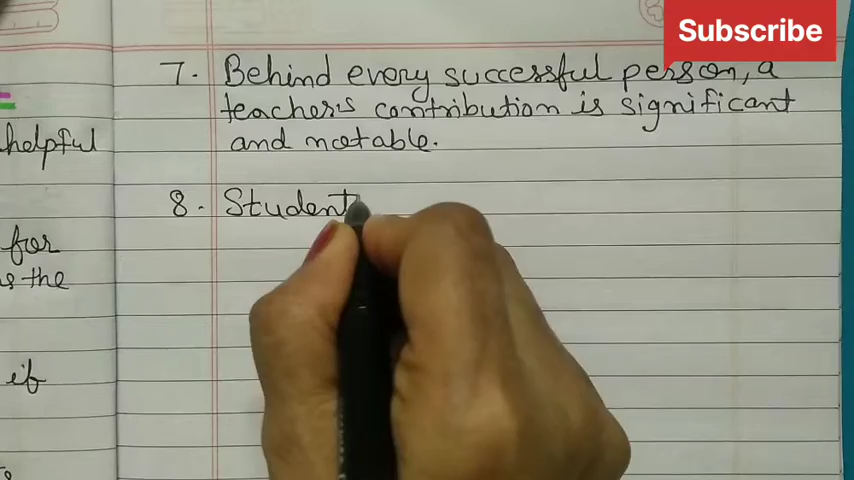 Subscribe
7. Behind every successful person, a
teacher's contribution is significant
and notable.
helpful
8. Student
for
s the
if